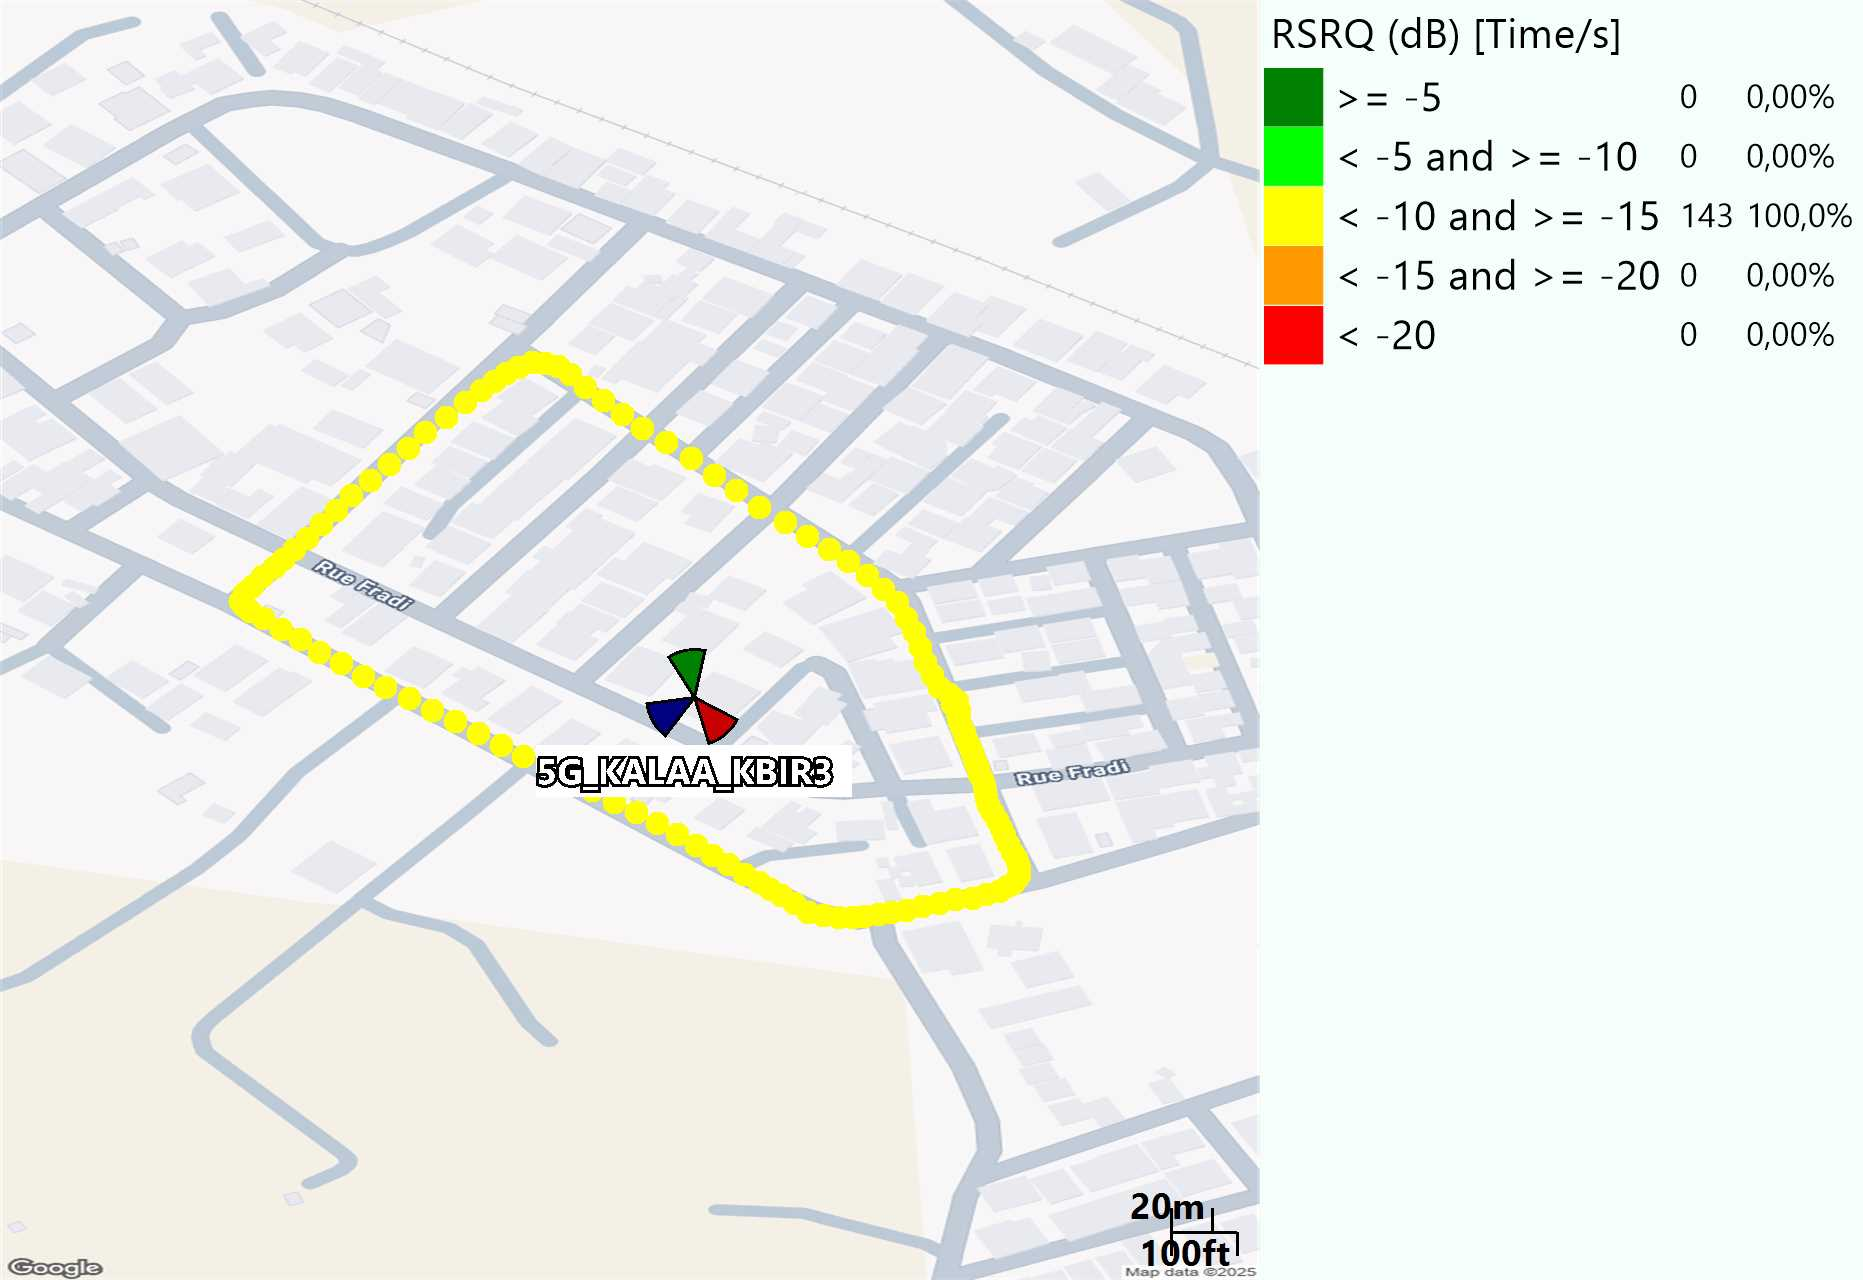 RSRQ (dB) [Time/s]
>= -5 0 0,00%
< -5 and >= -10 0 0,00%
< -10 and >= -15 143 100,0%
< -15 and >= -20 0 0,00%
< -20 0 0,00%
Rue Fradi
5G_KALAA_KBIR3
Rue Fradi
20m
100ft
Google
Map data ©2025